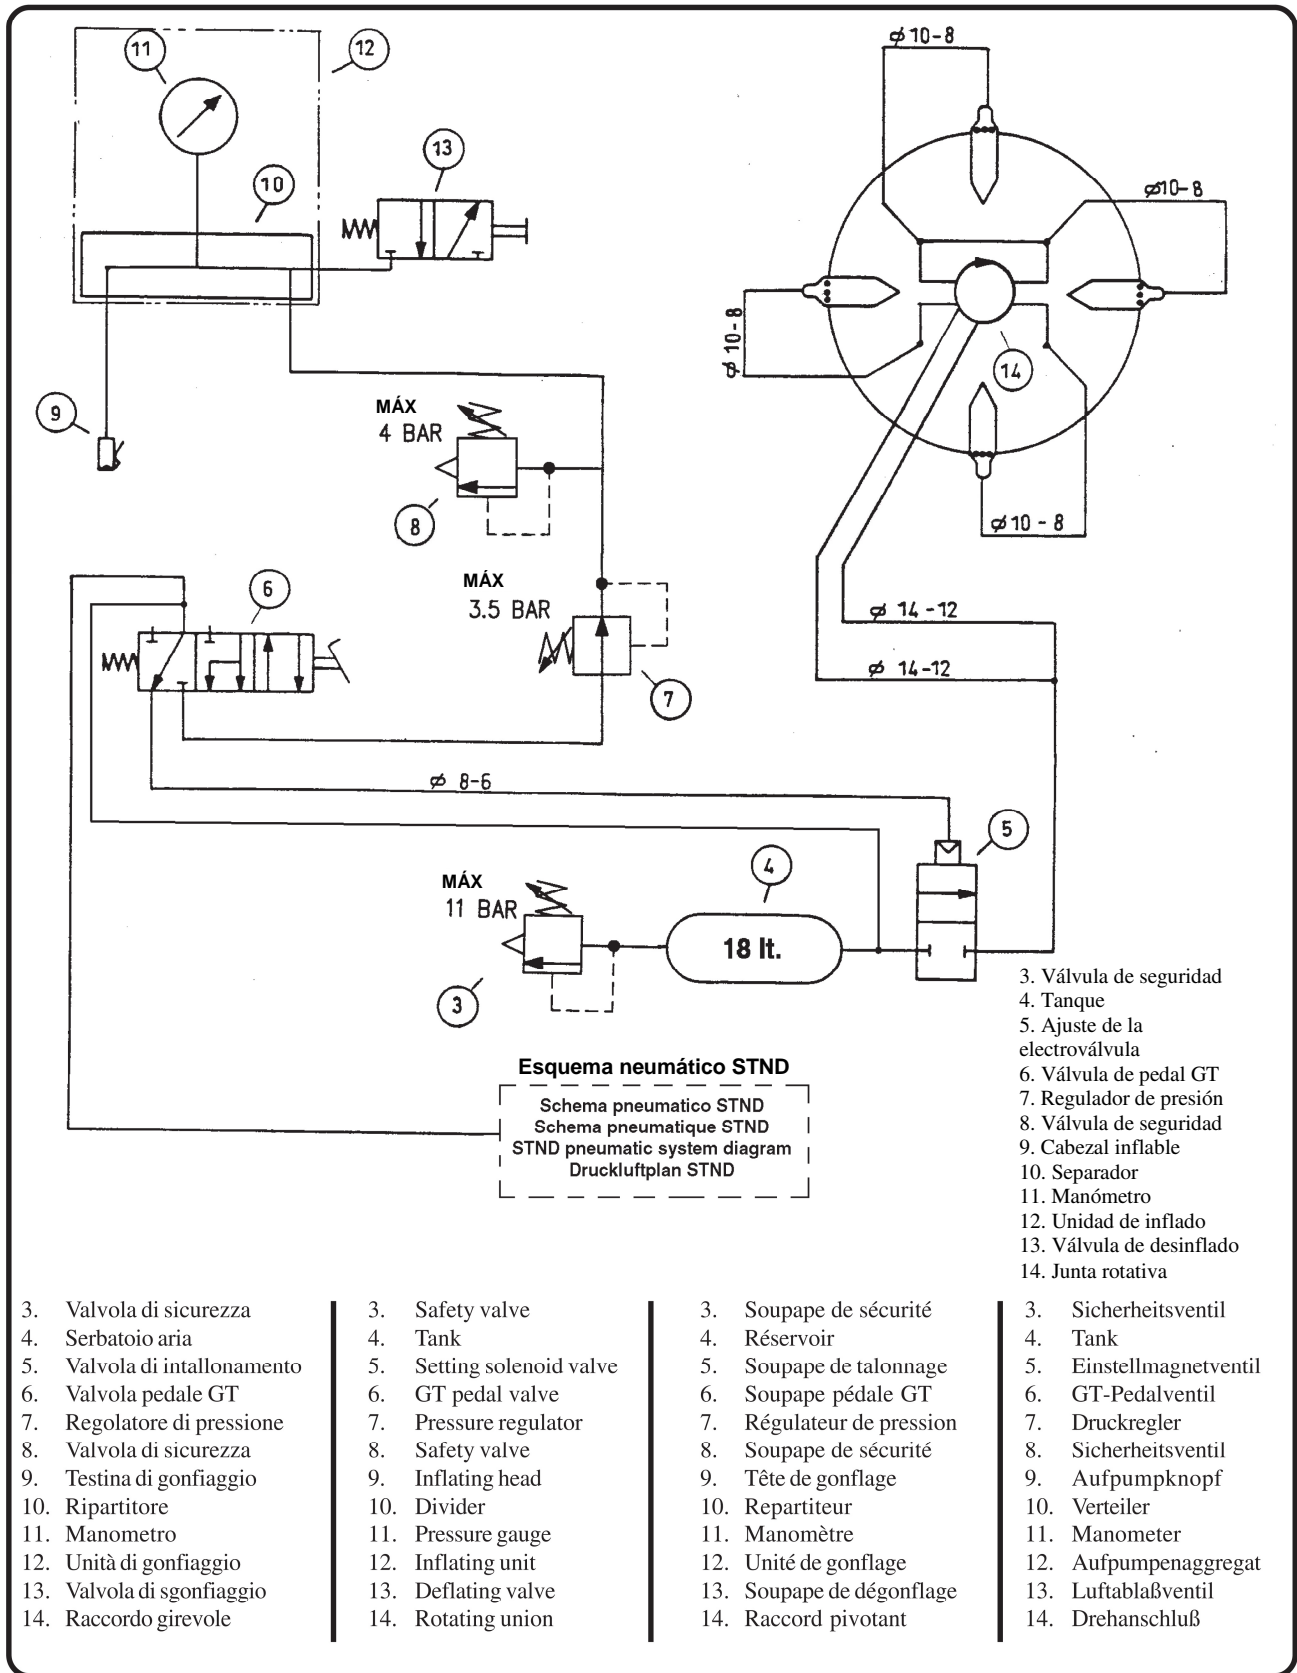 11
12
ø 10-8
13
10
ø10-8
ø 10-8
14
9
MÁX
4 BAR
8
ø 10-8
6
MÁX
3.5 BAR
7
ø 14-12
ø 14-12
ø 8-6
5
4
MÁX
11 BAR
18 lt.
3
3. Válvula de seguridad
4. Tanque
5. Ajuste de la
electroválvula
6. Válvula de pedal GT
7. Regulador de presión
8. Válvula de seguridad
9. Cabezal inflable
10. Separador
11. Manómetro
12. Unidad de inflado
13. Válvula de desinflado
14. Junta rotativa
Esquema neumático STND
Schema pneumatico STND
Schema pneumatique STND
STND pneumatic system diagram
Druckluftplan STND
3. Valvola di sicurezza
4. Serbatoio aria
5. Valvola di intallonamento
6. Valvola pedale GT
7. Regolatore di pressione
8. Valvola di sicurezza
9. Testina di gonfiaggio
10. Ripartitore
11. Manometro
12. Unità di gonfiaggio
13. Valvola di sgonfiaggio
14. Raccordo girevole
3. Safety valve
4. Tank
5. Setting solenoid valve
6. GT pedal valve
7. Pressure regulator
8. Safety valve
9. Inflating head
10. Divider
11. Pressure gauge
12. Inflating unit
13. Deflating valve
14. Rotating union
3. Soupape de sécurité
4. Réservoir
5. Soupape de talonnage
6. Soupape pédale GT
7. Régulateur de pression
8. Soupape de sécurité
9. Tête de gonflage
10. Repartiteur
11. Manomètre
12. Unité de gonflage
13. Soupape de dégonflage
14. Raccord pivotant
3. Sicherheitsventil
4. Tank
5. Einstellmagnetventil
6. GT-Pedalventil
7. Druckregler
8. Sicherheitsventil
9. Aufpumpknopf
10. Verteiler
11. Manometer
12. Aufpumpenaggregat
13. Luftablaßventil
14. Drehanschluß